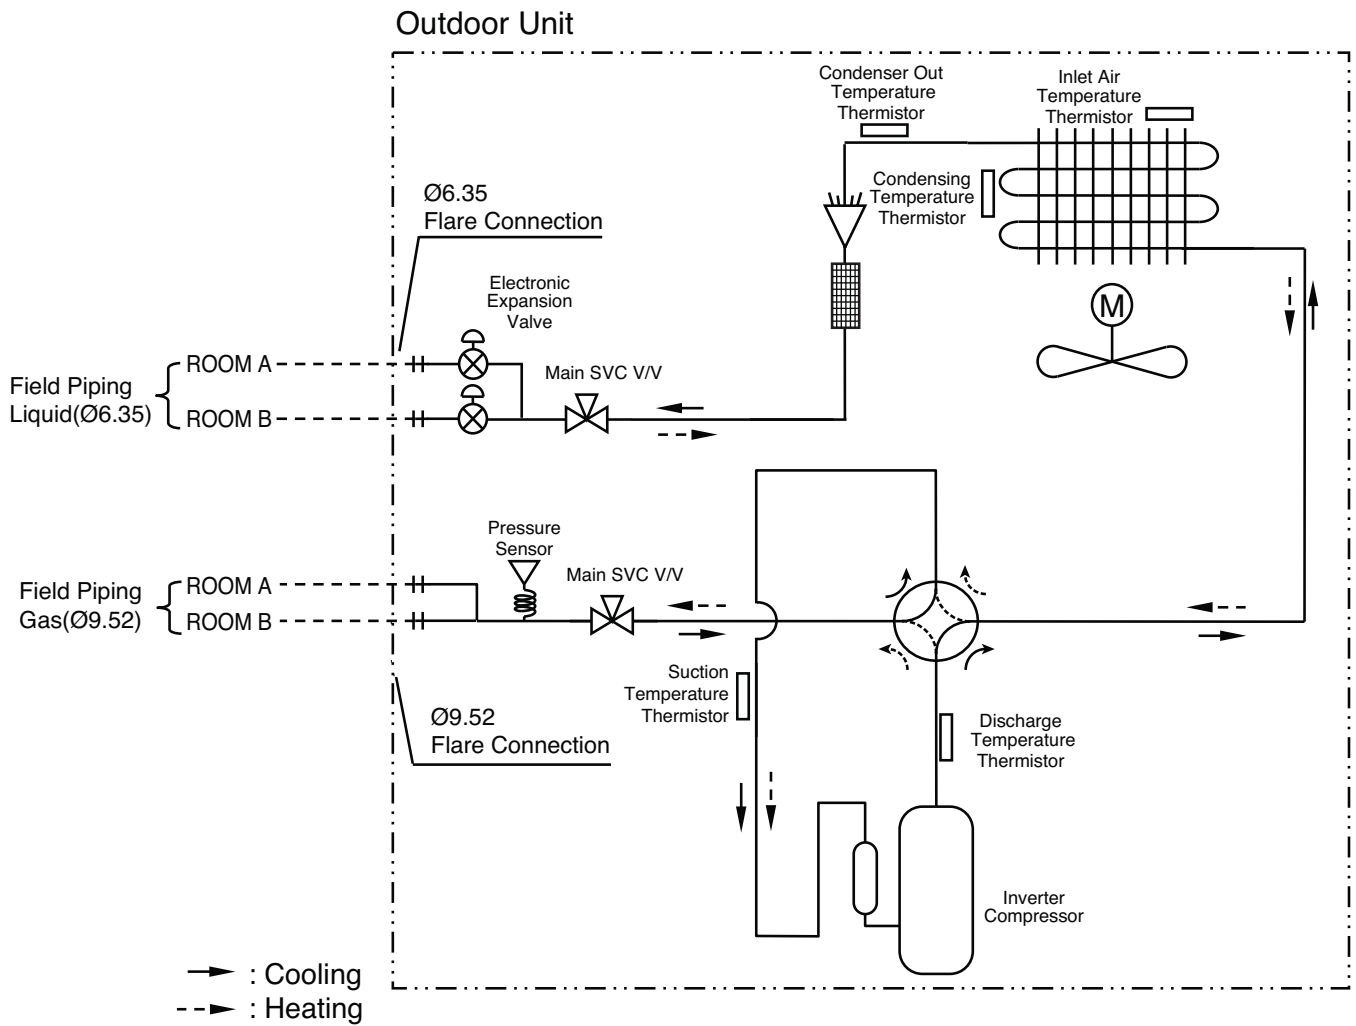 Outdoor Unit
Condenser Out
Temperature
Thermistor
Inlet Air
Temperature
Thermistor
Condensing
Temperature
Thermistor
Ø6.35
Flare Connection
Electronic
Expansion
Valve
M
Field Piping
Liquid(Ø6.35)
ROOM A
ROOM B
Main SVC V/V
Pressure
Sensor
Main SVC V/V
Field Piping
Gas(Ø9.52)
ROOM A
ROOM B
Suction
Temperature
Thermistor
Ø9.52
Flare Connection
Discharge
Temperature
Thermistor
Inverter
Compressor
: Cooling
: Heating